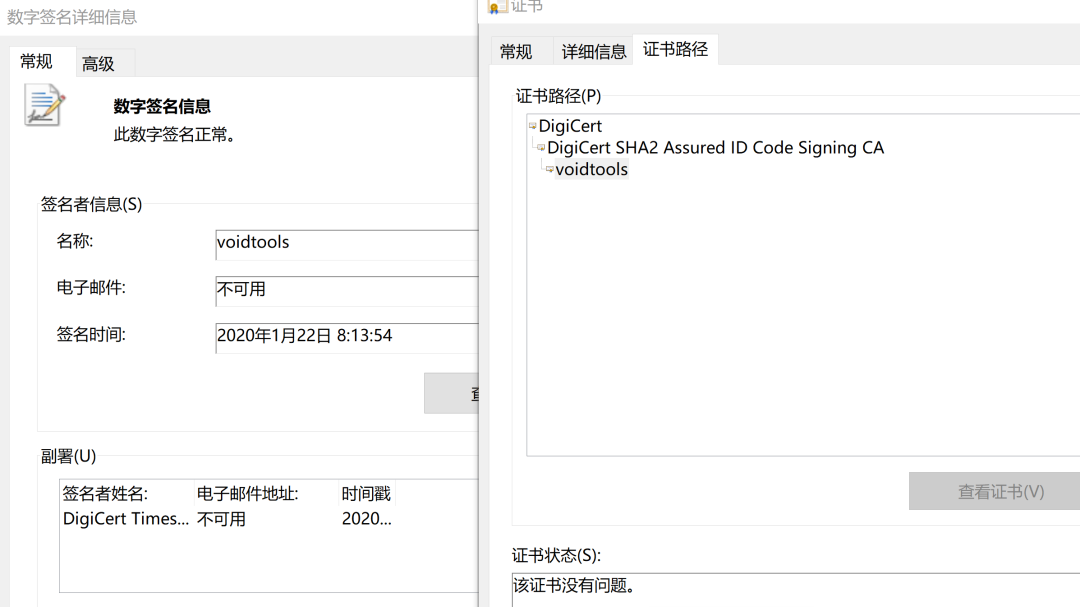 数字签名详细信息
常规
高级
数字签名信息
此数字签名正常。
签名者信息(S)
名称:
voidtools
电子邮件:
不可用
签名时间:
2020年1月22日 8:13:54
副署(U)
签名者姓名: 电子邮件地址: 时间戳
DigiCert Times... 不可用 2020...
证书
常规
详细信息
证书路径
证书路径(P)
DigiCert
DigiCert SHA2 Assured ID Code Signing CA
voidtools
查看证书(V)
证书状态(S):
该证书没有问题。